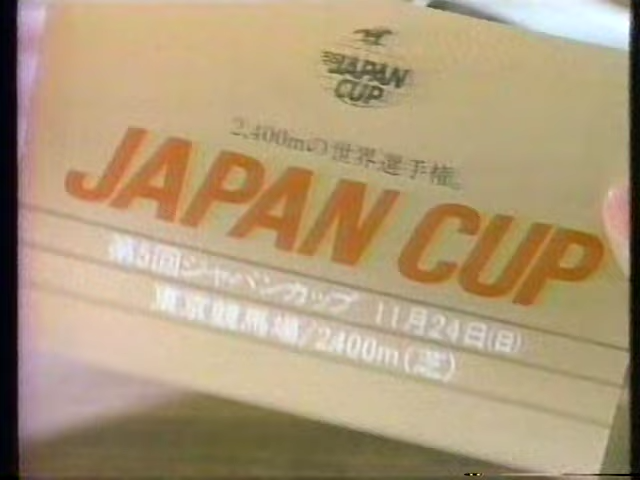 JAPAN
CUP
2,400mの世界選手権。
JAPAN CUP
第5回ジャパンカップ 11月24日(日)
東京競馬場/2400m(芝)